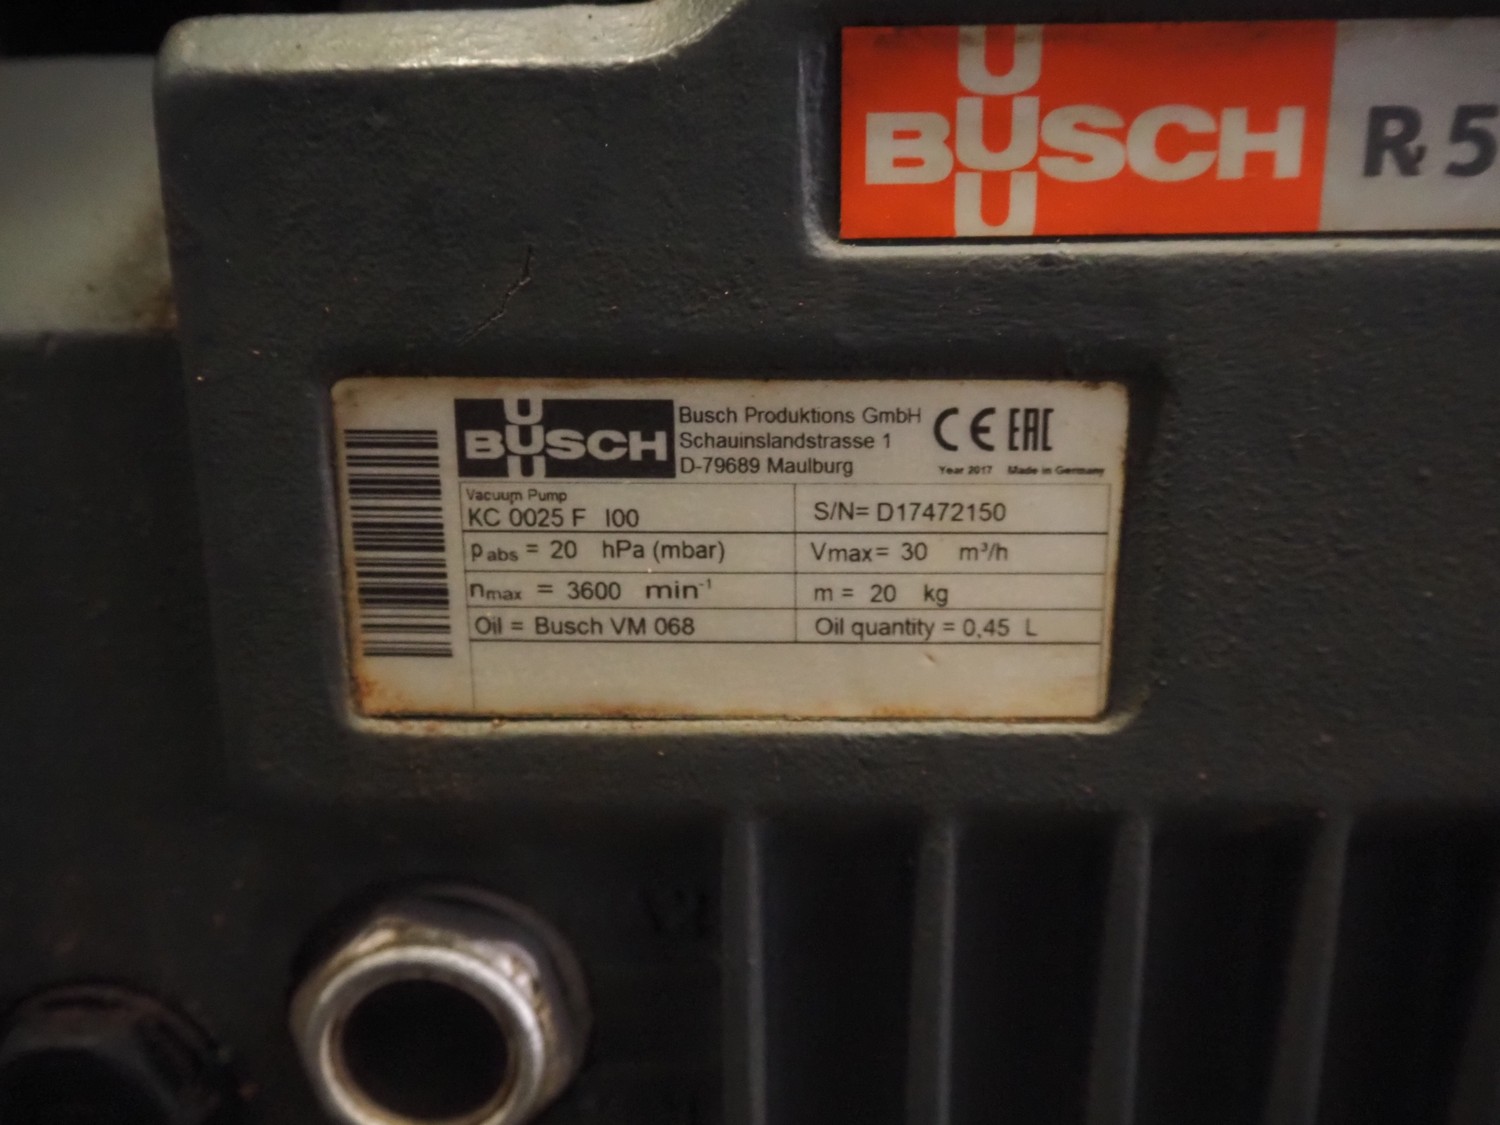 BUSCH
U
U
R5
BUSCH
U
U
Busch Produktions GmbH
Schauinslandstrasse 1
D-79689 Maulburg
CE EAC
Year 2017 Made in Germany
Vacuum Pump
KC 0025 F I00
S/N= D17472150
Pabs = 20 hPa (mbar)
Vmax= 30 m³/h
nmax = 3600 min⁻¹
m = 20 kg
Oil = Busch VM 068
Oil quantity = 0,45 L